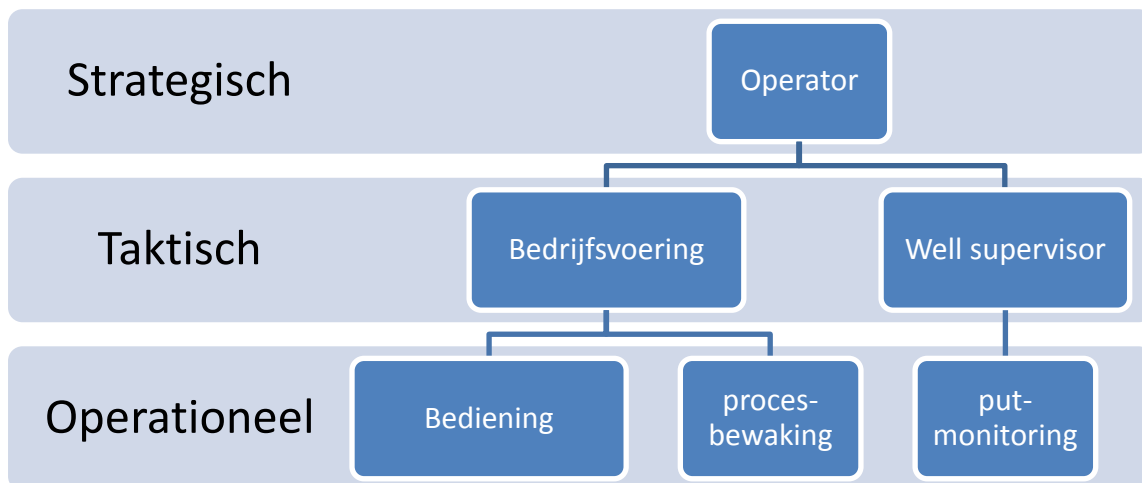 Strategisch
Operator
Taktisch
Bedrijfsvoering
Well supervisor
Operationeel
Bediening
proces-
bewaking
put-
monitoring